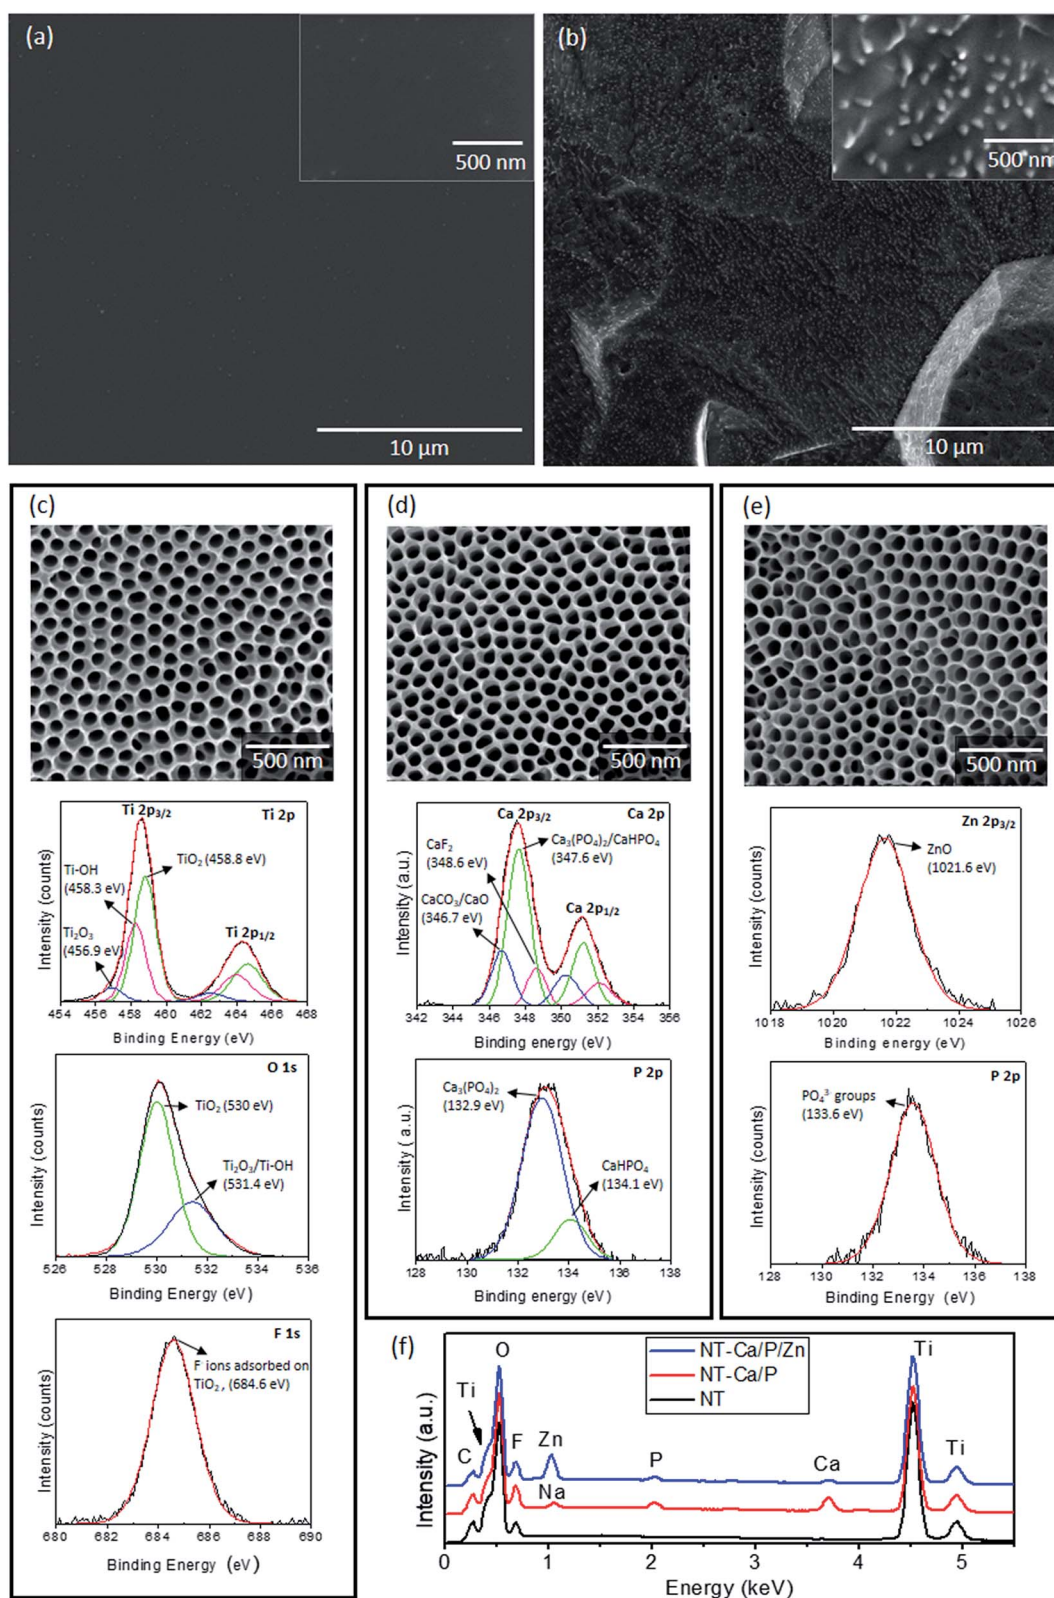 (a)
500 nm
10 µm
(b)
500 nm
10 µm
(c)
500 nm
Ti 2p₃/₂
Ti 2p
TiO₂ (458.8 eV)
Ti-OH
(458.3 eV)
Ti₂O₃
(456.9 eV)
Ti 2p₁/₂
Intensity (counts)
454 456 458 460 462 464 466 468
Binding Energy (eV)
O 1s
TiO₂ (530 eV)
Ti₂O₃/Ti-OH
(531.4 eV)
Intensity (counts)
526 528 530 532 534 536
Binding Energy (eV)
F 1s
F ions adsorbed on
TiO₂ , (684.6 eV)
Intensity (counts)
680 682 684 686 688 690
Binding Energy (eV)
(d)
500 nm
Ca 2p₃/₂
Ca 2p
CaF₂
(348.6 eV)
Ca₃(PO₄)₂/CaHPO₄
(347.6 eV)
CaCO₃/CaO
(346.7 eV)
Ca 2p₁/₂
Intensity (a.u.)
342 344 346 348 350 352 354 356
Binding energy (eV)
P 2p
Ca₃(PO₄)₂
(132.9 eV)
CaHPO₄
(134.1 eV)
Intensity ( a.u.)
128 130 132 134 136 138
Binding energy (eV)
(e)
500 nm
Zn 2p₃/₂
ZnO
(1021.6 eV)
Intensity (counts)
1018 1020 1022 1024 1026
Binding Energy (eV)
P 2p
PO₄³ groups
(133.6 eV)
Intensity (counts)
128 130 132 134 136 138
Binding Energy (eV)
(f)
NT-Ca/P/Zn
NT-Ca/P
NT
O
Ti
Ti
C
F
Zn
Na
P
Ca
Ti
Intensity (a.u.)
0 1 2 3 4 5
Energy (keV)